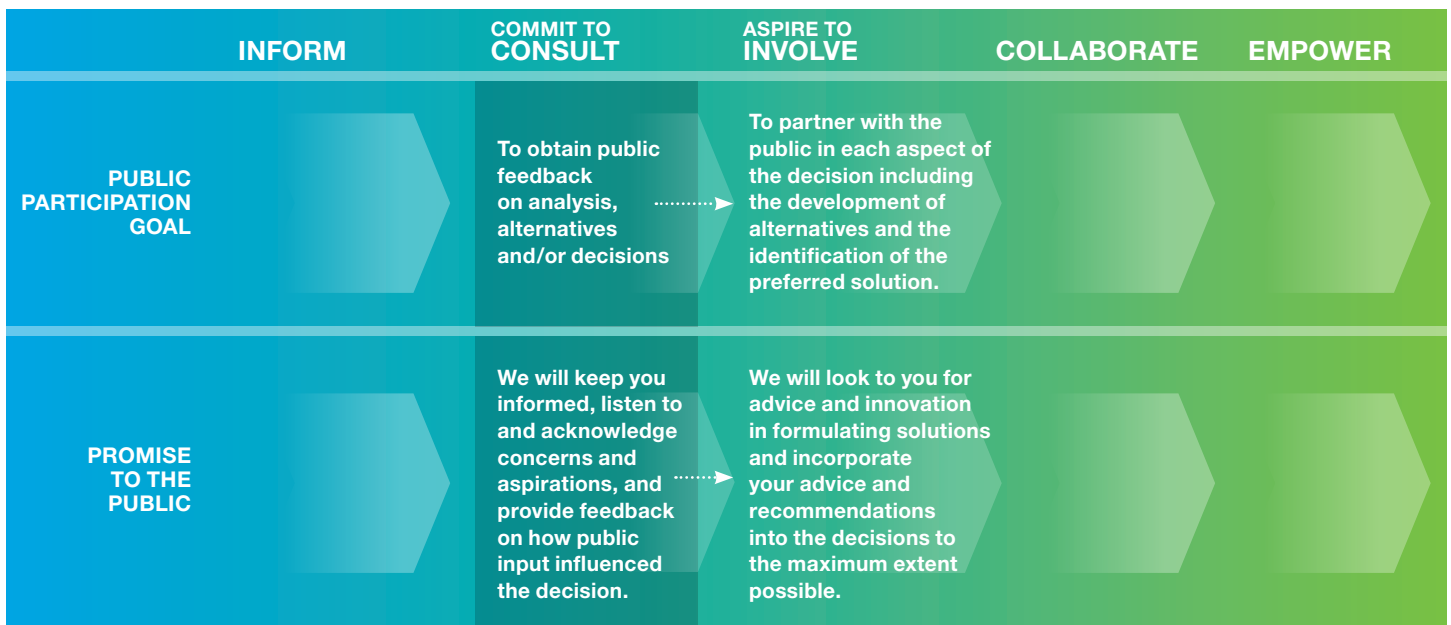 INFORM
COMMIT TO
CONSULT
ASPIRE TO
INVOLVE
COLLABORATE
EMPOWER
PUBLIC
PARTICIPATION
GOAL
To obtain public
feedback
on analysis,
alternatives
and/or decisions
To partner with the
public in each aspect of
the decision including
the development of
alternatives and the
identification of the
preferred solution.
PROMISE
TO THE
PUBLIC
We will keep you
informed, listen to
and acknowledge
concerns and
aspirations, and
provide feedback
on how public
input influenced
the decision.
We will look to you for
advice and innovation
in formulating solutions
and incorporate
your advice and
recommendations
into the decisions to
the maximum extent
possible.